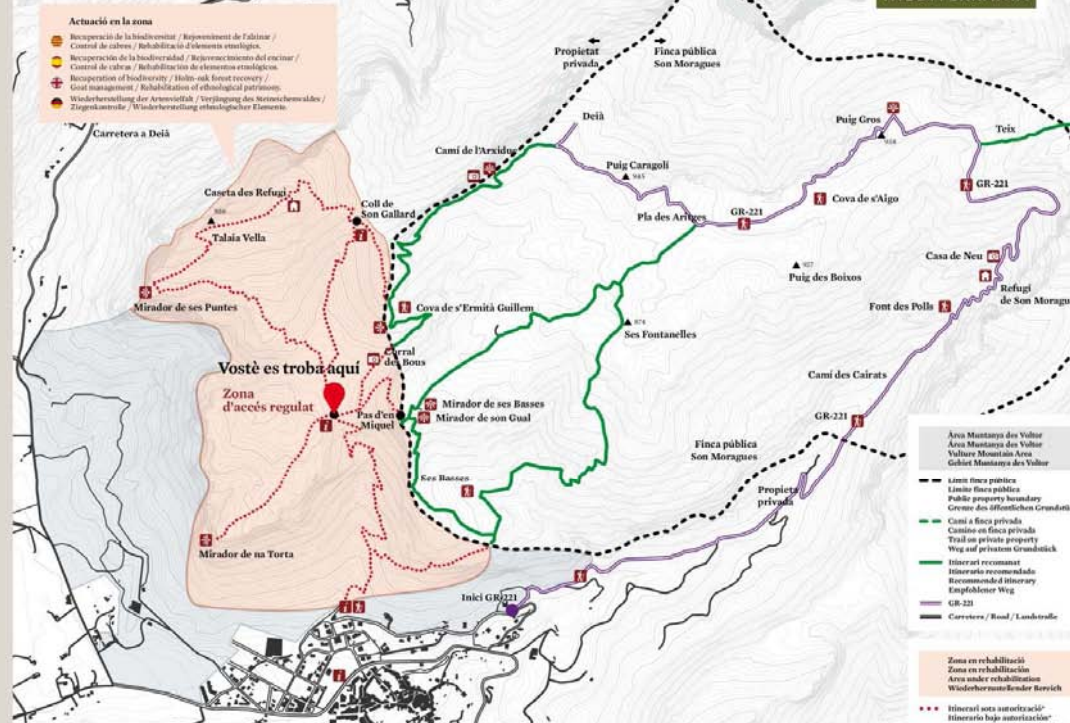 Actuació en la zona
Recuperació de la biodiversitat / Rejoveniment de l'alzinar /
Control de cabres / Rehabilitació d'elements etnològics.
Recuperación de la biodiversidad / Rejuvenecimiento del encinar /
Control de cabras / Rehabilitación de elementos etnológicos.
Recuperation of biodiversity / Holm-oak forest recovery /
Goat management / Rehabilitation of ethnological patrimony.
Wiederherstellung der Artenvielfalt / Verjüngung des Steineichenwaldes /
Ziegenkontrolle / Wiederherstellung ethnologischer Elemente.
Propietat
privada
Finca pública
Son Moragues
Carretera a Deià
Deià
Puig Gros
938
Teix
Camí de l'Arxiduc
Puig Caragolí
945
Caseta des Refugi
Coll de
Son Gallard
GR-221
Cova de s'Aigo
Pla des Aritges
GR-221
Talaia Vella
Casa de Neu
927
Puig des Boixos
Refugi
de Son Moragu
Mirador de ses Puntes
Cova de s'Ermità Guillem
Font des Polls
874
Ses Fontanelles
Corral
des Bous
Vostè es troba aquí
Camí des Cairats
Zona
d'accés regulat
Mirador de ses Basses
Mirador de son Gual
Pas d'en
Miquel
GR-221
Finca pública
Son Moragues
Ses Basses
Propieta
privada
Mirador de na Torta
Inici GR-221
Àrea Muntanya des Voltor
Área Muntanya des Voltor
Vulture Mountain Area
Gebiet Muntanya des Voltor
Límit finca pública
Límite finca pública
Public property boundary
Grenze des öffentlichen Grundstü
Camí a finca privada
Camino en finca privada
Trail on private property
Weg auf privatem Grundstück
Itinerari recomanat
Itinerario recomendado
Recommended itinerary
Empfohlener Weg
GR-221
Carretera / Road / Landstraße
Zona en rehabilitació
Zona en rehabilitación
Area under rehabilitation
Wiederherzustellender Bereich
Itinerari sota autorització*
Itinerario bajo autorización*